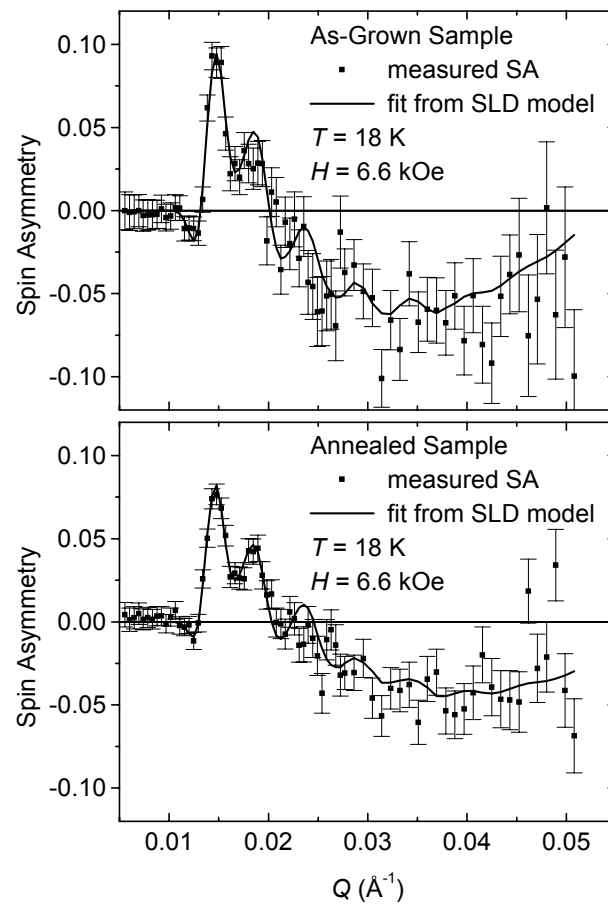 As-Grown Sample
measured SA
fit from SLD model
T = 18 K
H = 6.6 kOe
0.10
0.05
0.00
-0.05
-0.10
Spin Asymmetry
Annealed Sample
measured SA
fit from SLD model
T = 18 K
H = 6.6 kOe
0.10
0.05
0.00
-0.05
-0.10
Spin Asymmetry
0.01 0.02 0.03 0.04 0.05
Q (Å⁻¹)